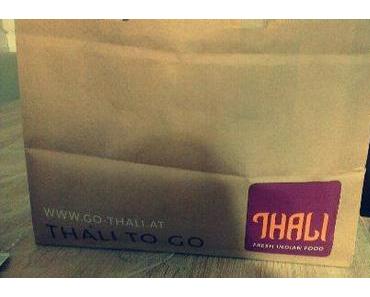 WWW.GO-THALI.AT
THALI TO GO
THALI
FRESH INDIAN FOOD